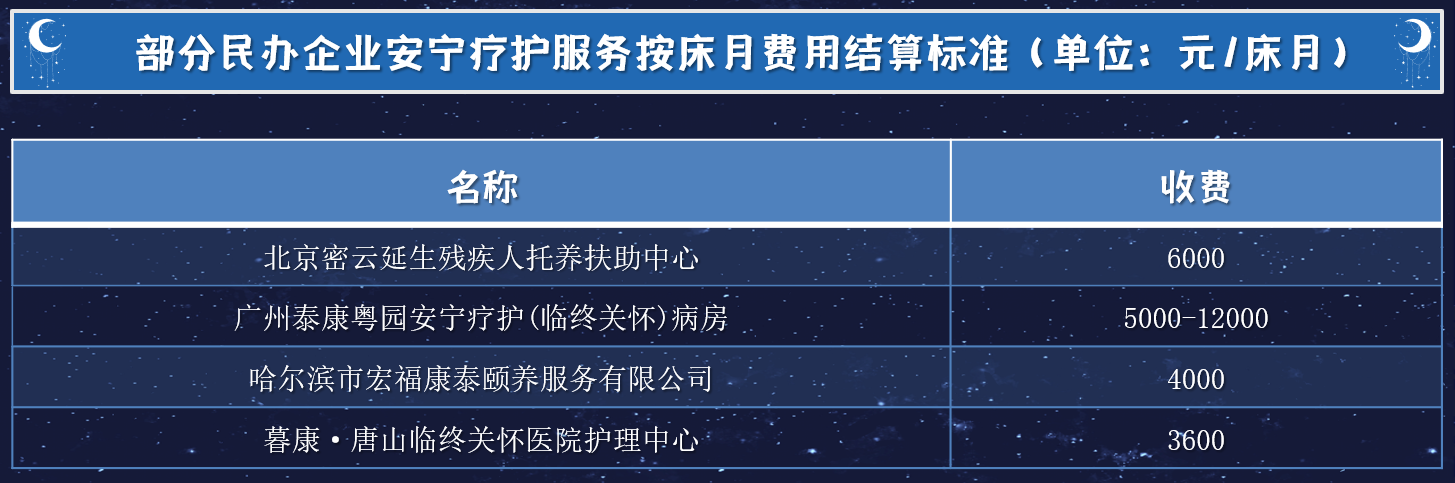 部分民办企业安宁疗护服务按床月费用结算标准（单位：元/床月）
名称 收费
北京密云延生残疾人托养扶助中心 6000
广州泰康粤园安宁疗护(临终关怀)病房 5000-12000
哈尔滨市宏福康泰颐养服务有限公司 4000
暮康·唐山临终关怀医院护理中心 3600